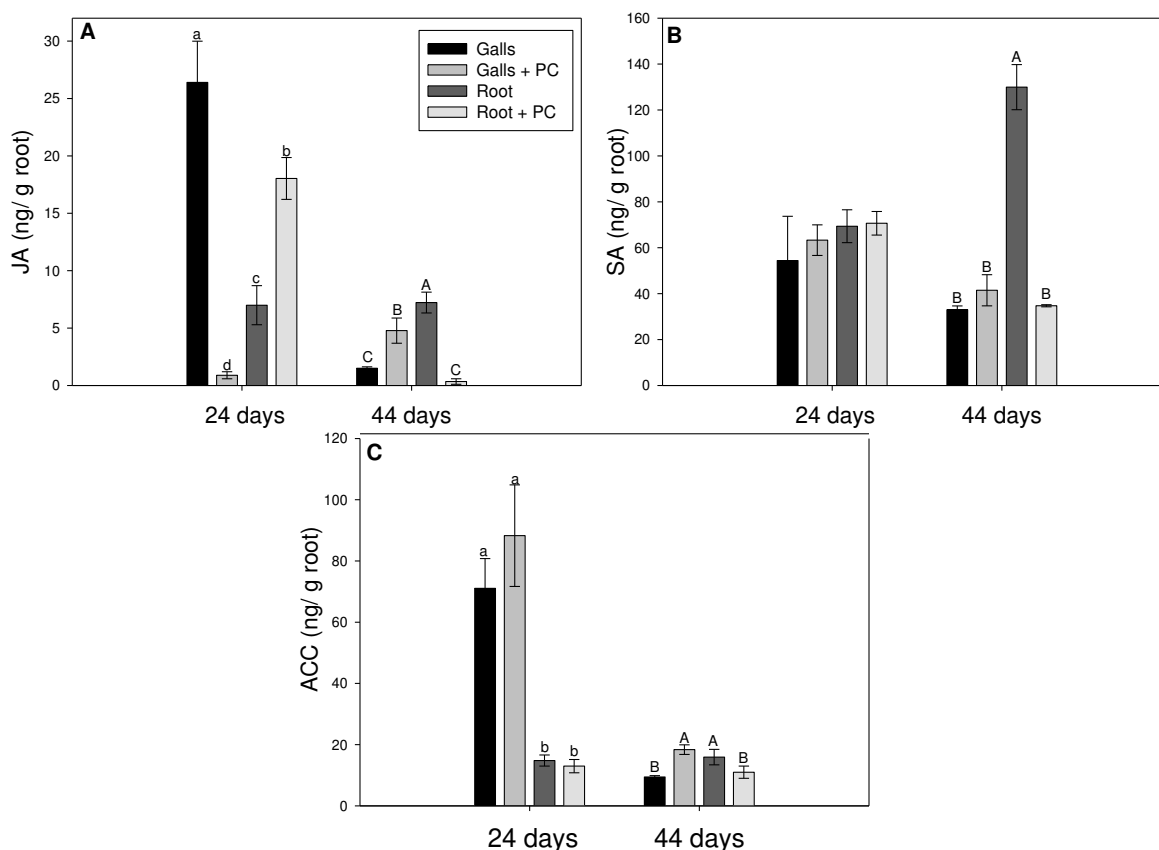 A
JA (ng/ g root)
30
25
20
15
10
5
0
a
d
c
b
C
B
A
C
Galls
Galls + PC
Root
Root + PC
24 days
44 days
B
SA (ng/ g root)
160
140
120
100
80
60
40
20
0
B
B
A
B
24 days
44 days
C
ACC (ng/ g root)
120
100
80
60
40
20
0
a
a
b
b
B
A
A
B
24 days
44 days